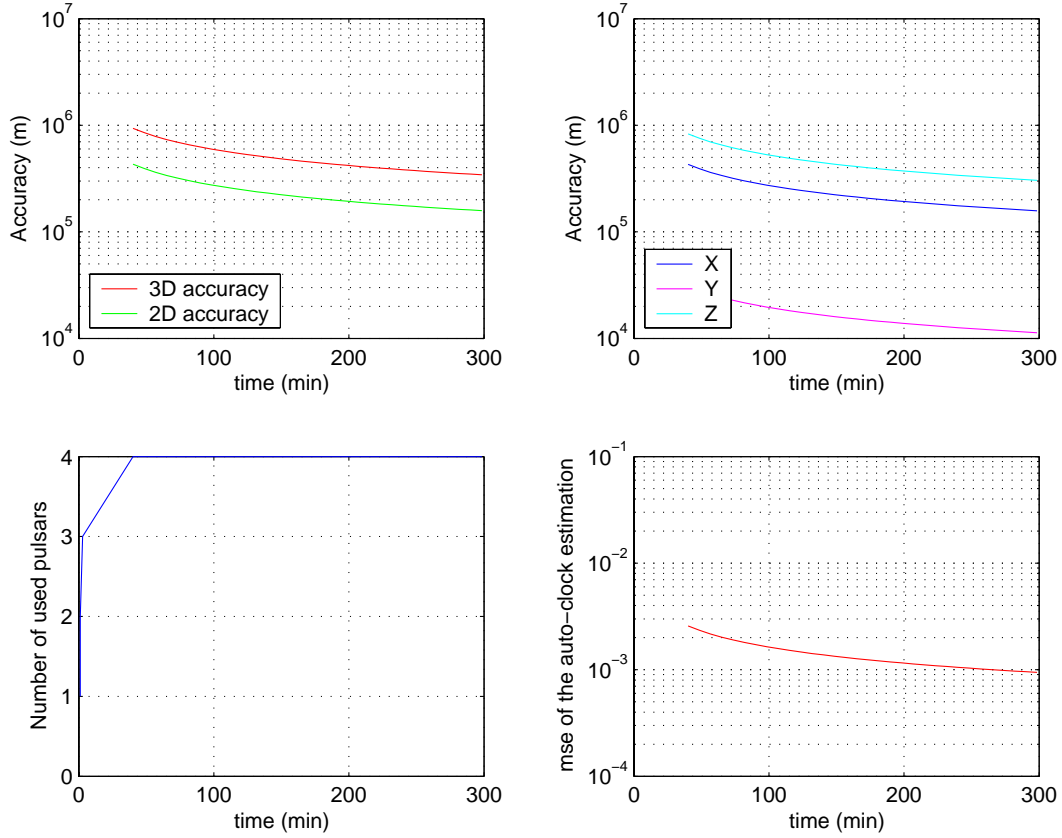 10^7
10^6
10^5
10^4
Accuracy (m)
3D accuracy
2D accuracy
0
100
200
300
time (min)
10^7
10^6
10^5
10^4
Accuracy (m)
X
Y
Z
0
100
200
300
time (min)
4
3
2
1
0
Number of used pulsars
0
100
200
300
time (min)
10^−1
10^−2
10^−3
10^−4
mse of the auto−clock estimation
0
100
200
300
time (min)